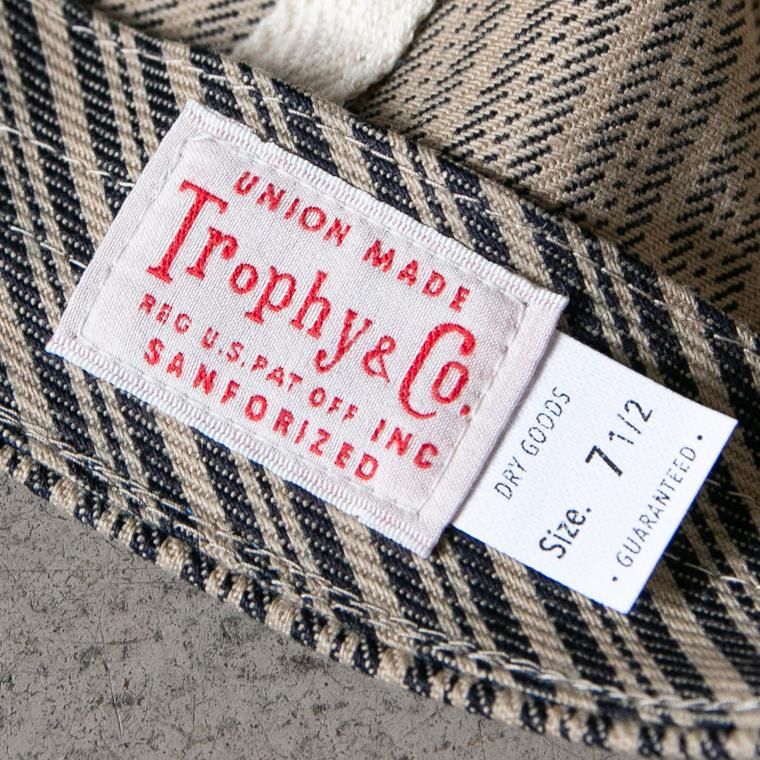 UNION MADE
Trophy & Co.
REG U.S. PAT OFF INC
SANFORIZED
DRY GOODS
Size. 7 1/2
• GUARANTEED •